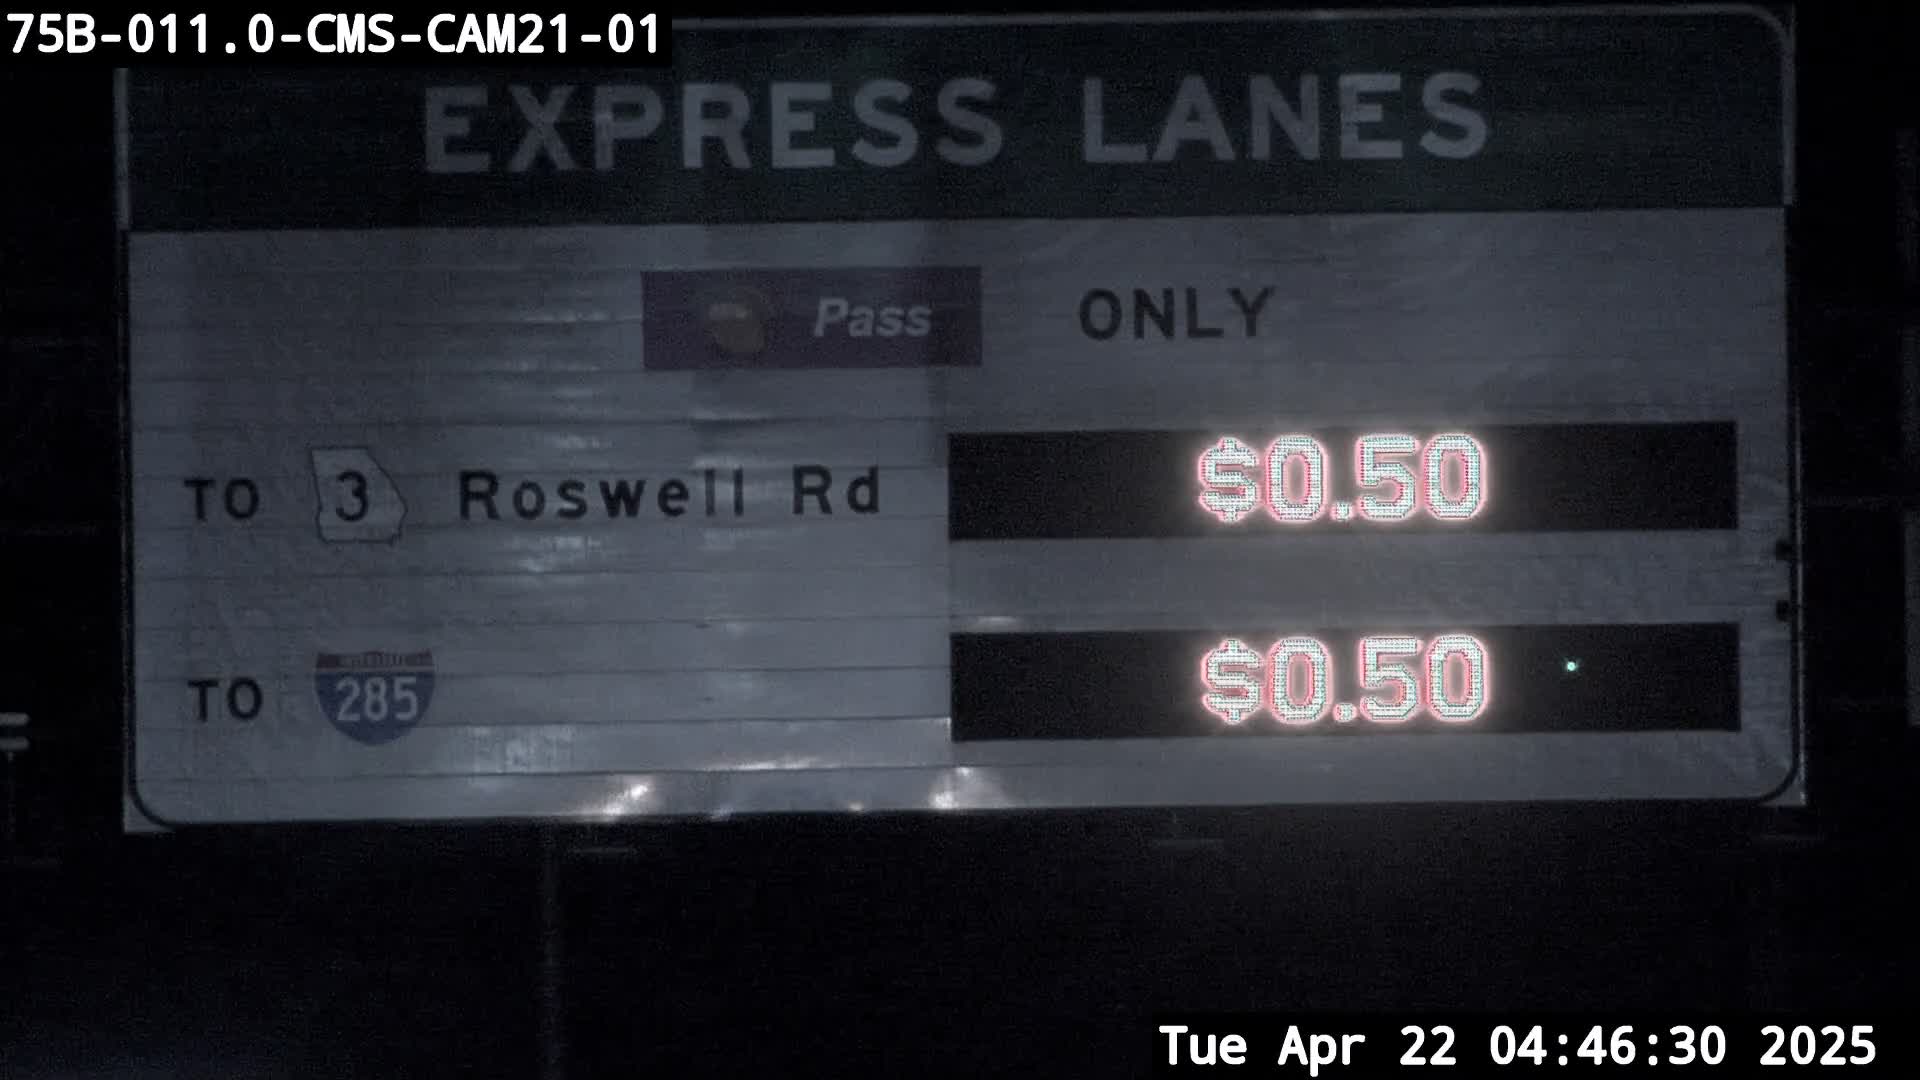 75B-011.0-CMS-CAM21-01
EXPRESS LANES
Pass ONLY
TO 3 Roswell Rd $0.50
TO 285 $0.50
Tue Apr 22 04:46:30 2025